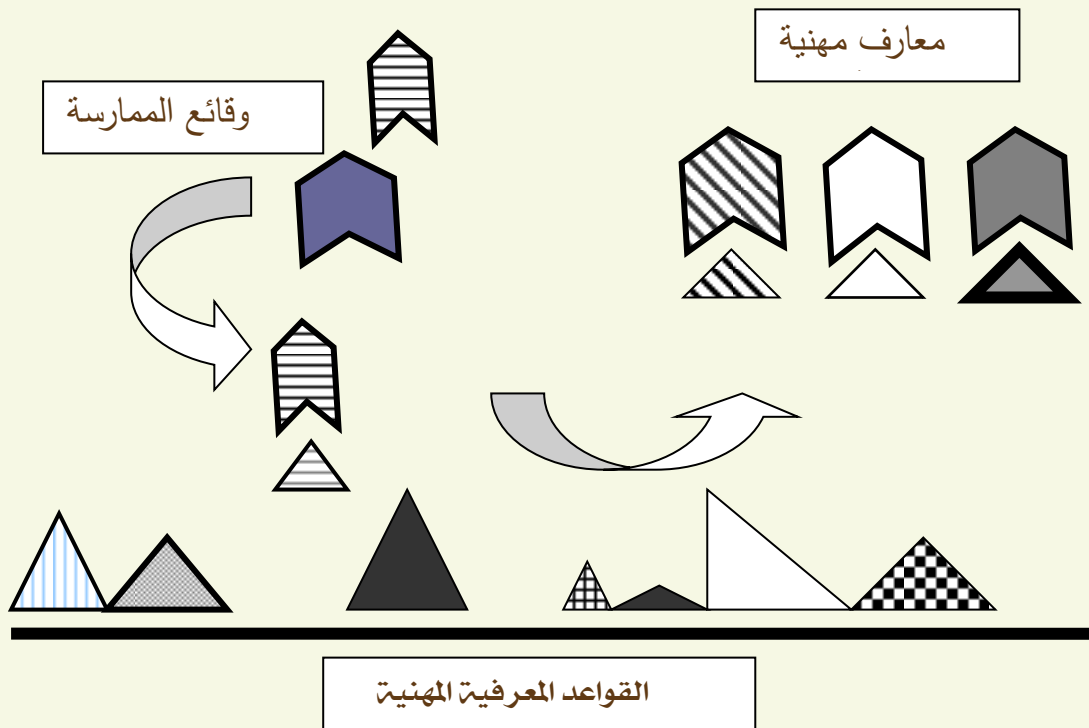 معارف مهنية
وقائع الممارسة
القواعد المعرفية المهنية